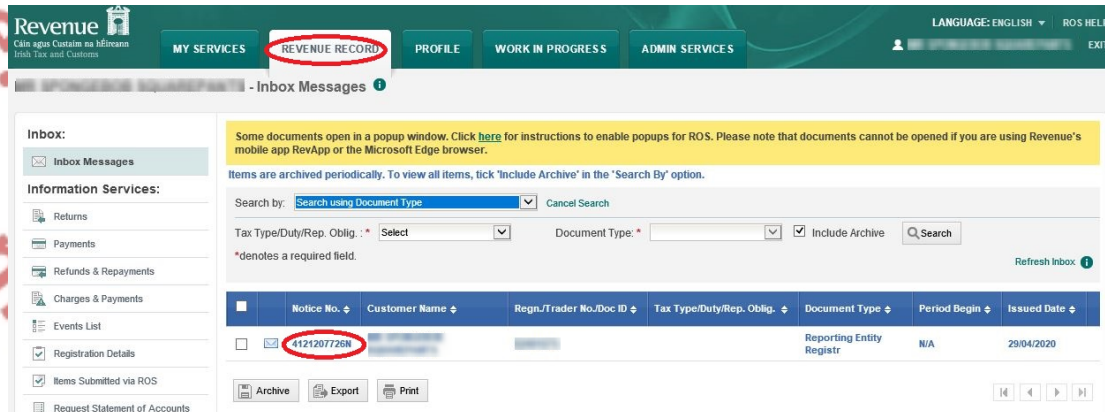 Revenue
Cáin agus Custaim na hÉireann
Irish Tax and Customs
LANGUAGE: ENGLISH
ROS HELP
MY SERVICES
REVENUE RECORD
PROFILE
WORK IN PROGRESS
ADMIN SERVICES
EXIT
- Inbox Messages
Inbox:
Inbox Messages
Information Services:
Returns
Payments
Refunds & Repayments
Charges & Payments
Events List
Registration Details
Items Submitted via ROS
Request Statement of Accounts
Some documents open in a popup window. Click here for instructions to enable popups for ROS. Please note that documents cannot be opened if you are using Revenue's
mobile app RevApp or the Microsoft Edge browser.
Items are archived periodically. To view all items, tick 'Include Archive' in the 'Search By' option.
Search by: Search using Document Type Cancel Search
Tax Type/Duty/Rep. Oblig. : * Select Document Type: * Include Archive Search
*denotes a required field.
Refresh Inbox
Notice No. Customer Name Regn./Trader No./Doc ID Tax Type/Duty/Rep. Oblig. Document Type Period Begin Issued Date
4121207726N Reporting Entity Registr N/A 29/04/2020
Archive Export Print